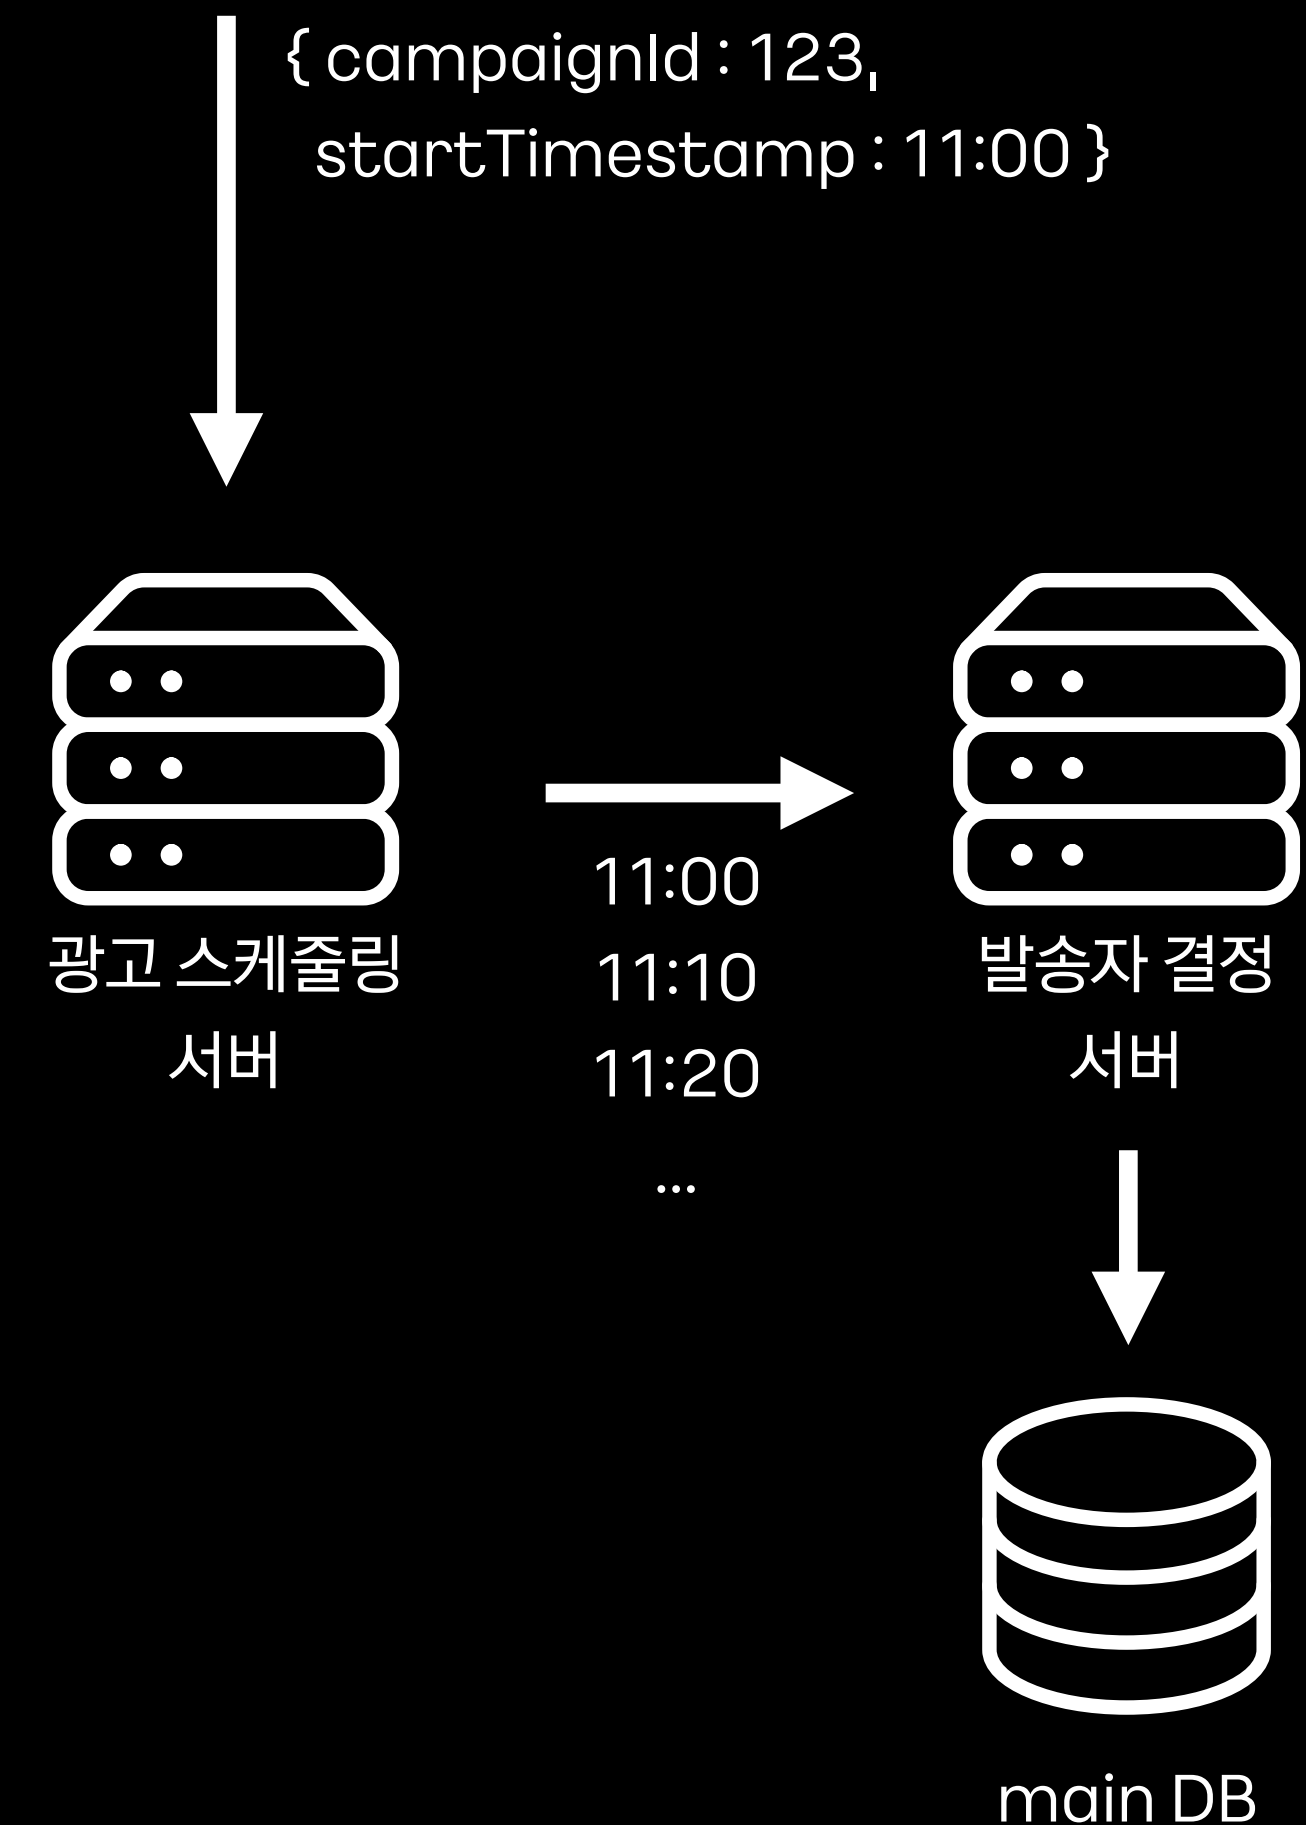 { campaignId : 123,
startTimestamp : 11:00 }
11:00
광고 스케줄링
서버
11:10
11:20
...
발송자 결정
서버
main DB